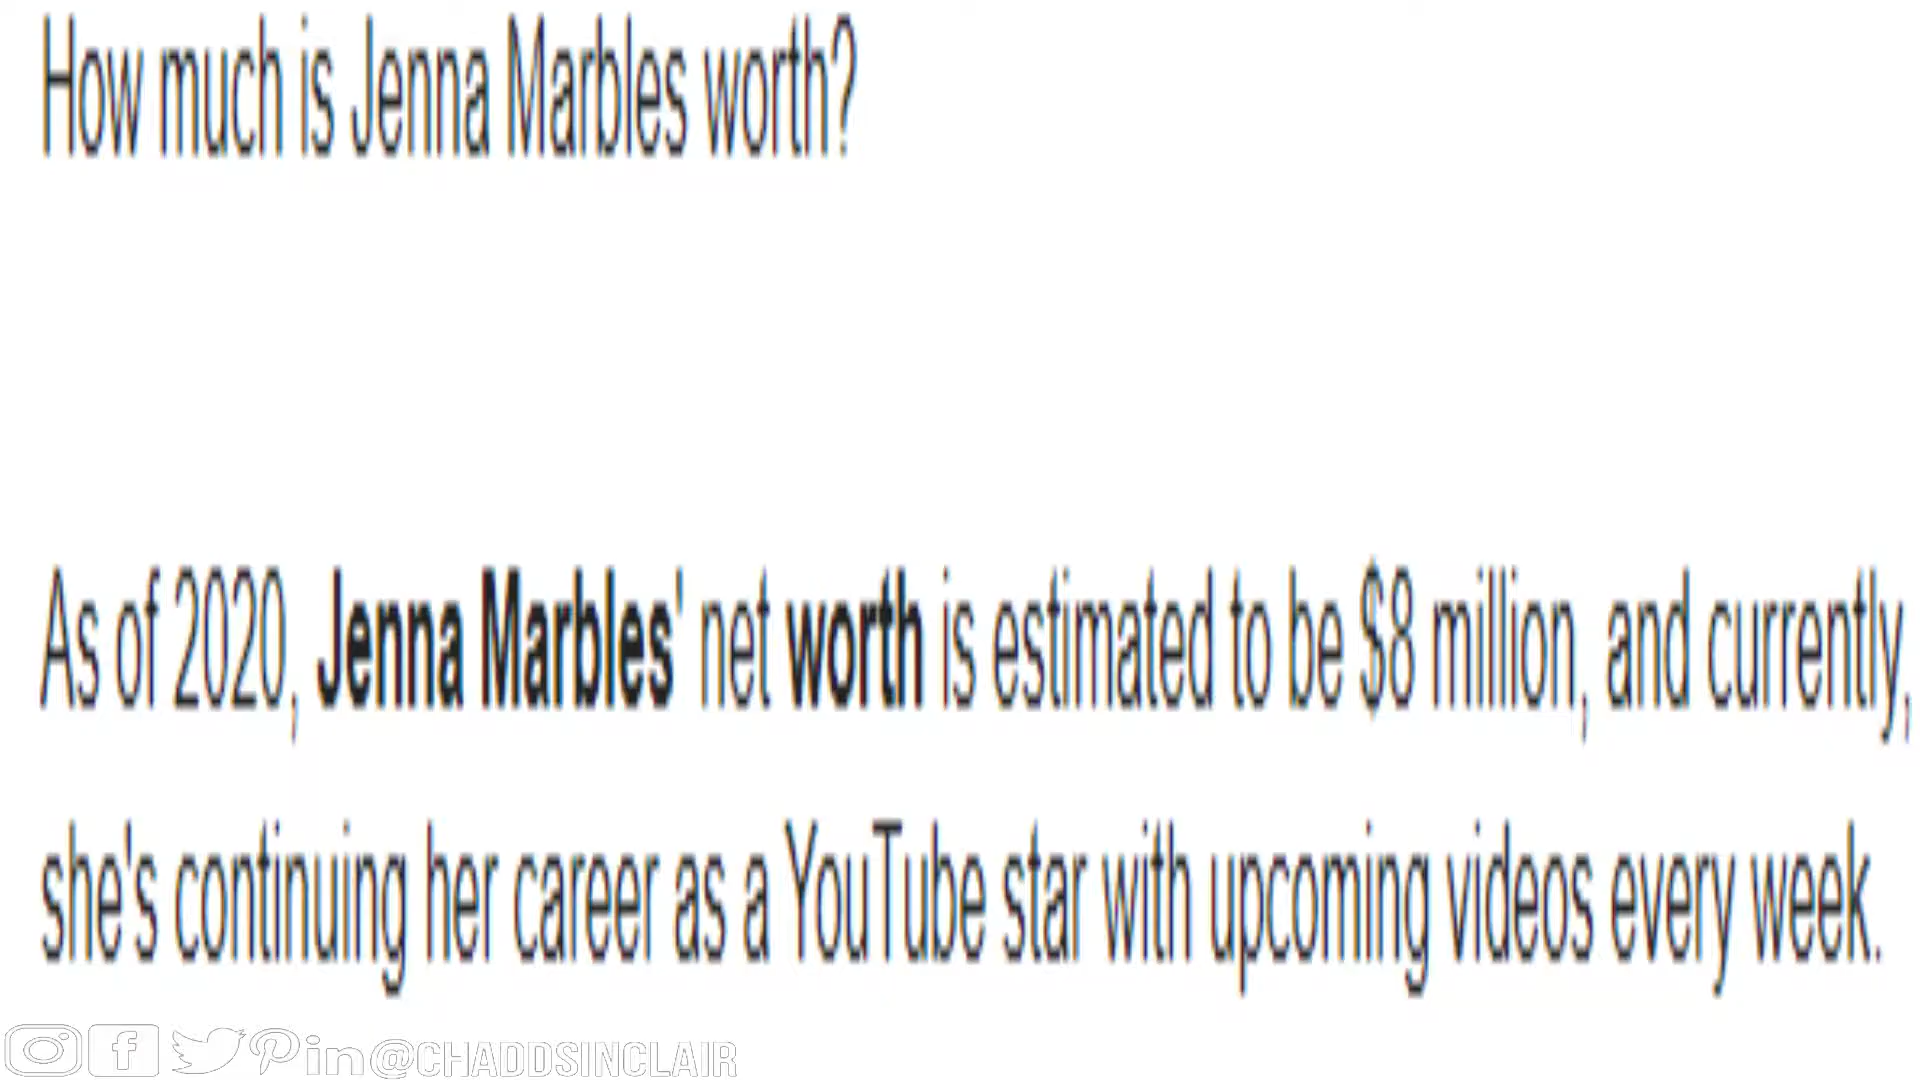 How much is Jenna Marbles worth?
As of 2020, Jenna Marbles' net worth is estimated to be $8 million, and currently,
she's continuing her career as a YouTube star with upcoming videos every week.
in@CHADDSINCLAIR